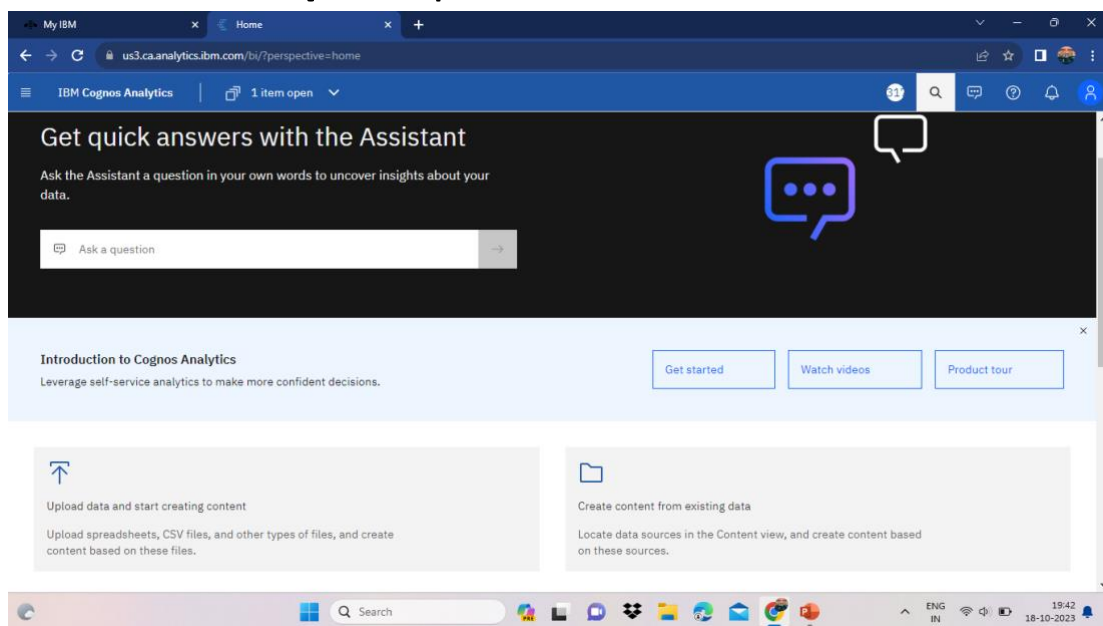 My IBM
Home
us3.ca.analytics.ibm.com/bi/?perspective=home
IBM Cognos Analytics
1 item open
Get quick answers with the Assistant
Ask the Assistant a question in your own words to uncover insights about your
data.
Ask a question
Introduction to Cognos Analytics
Leverage self-service analytics to make more confident decisions.
Get started
Watch videos
Product tour
Upload data and start creating content
Upload spreadsheets, CSV files, and other types of files, and create
content based on these files.
Create content from existing data
Locate data sources in the Content view, and create content based
on these sources.
Search
ENG
IN
19:42
18-10-2023